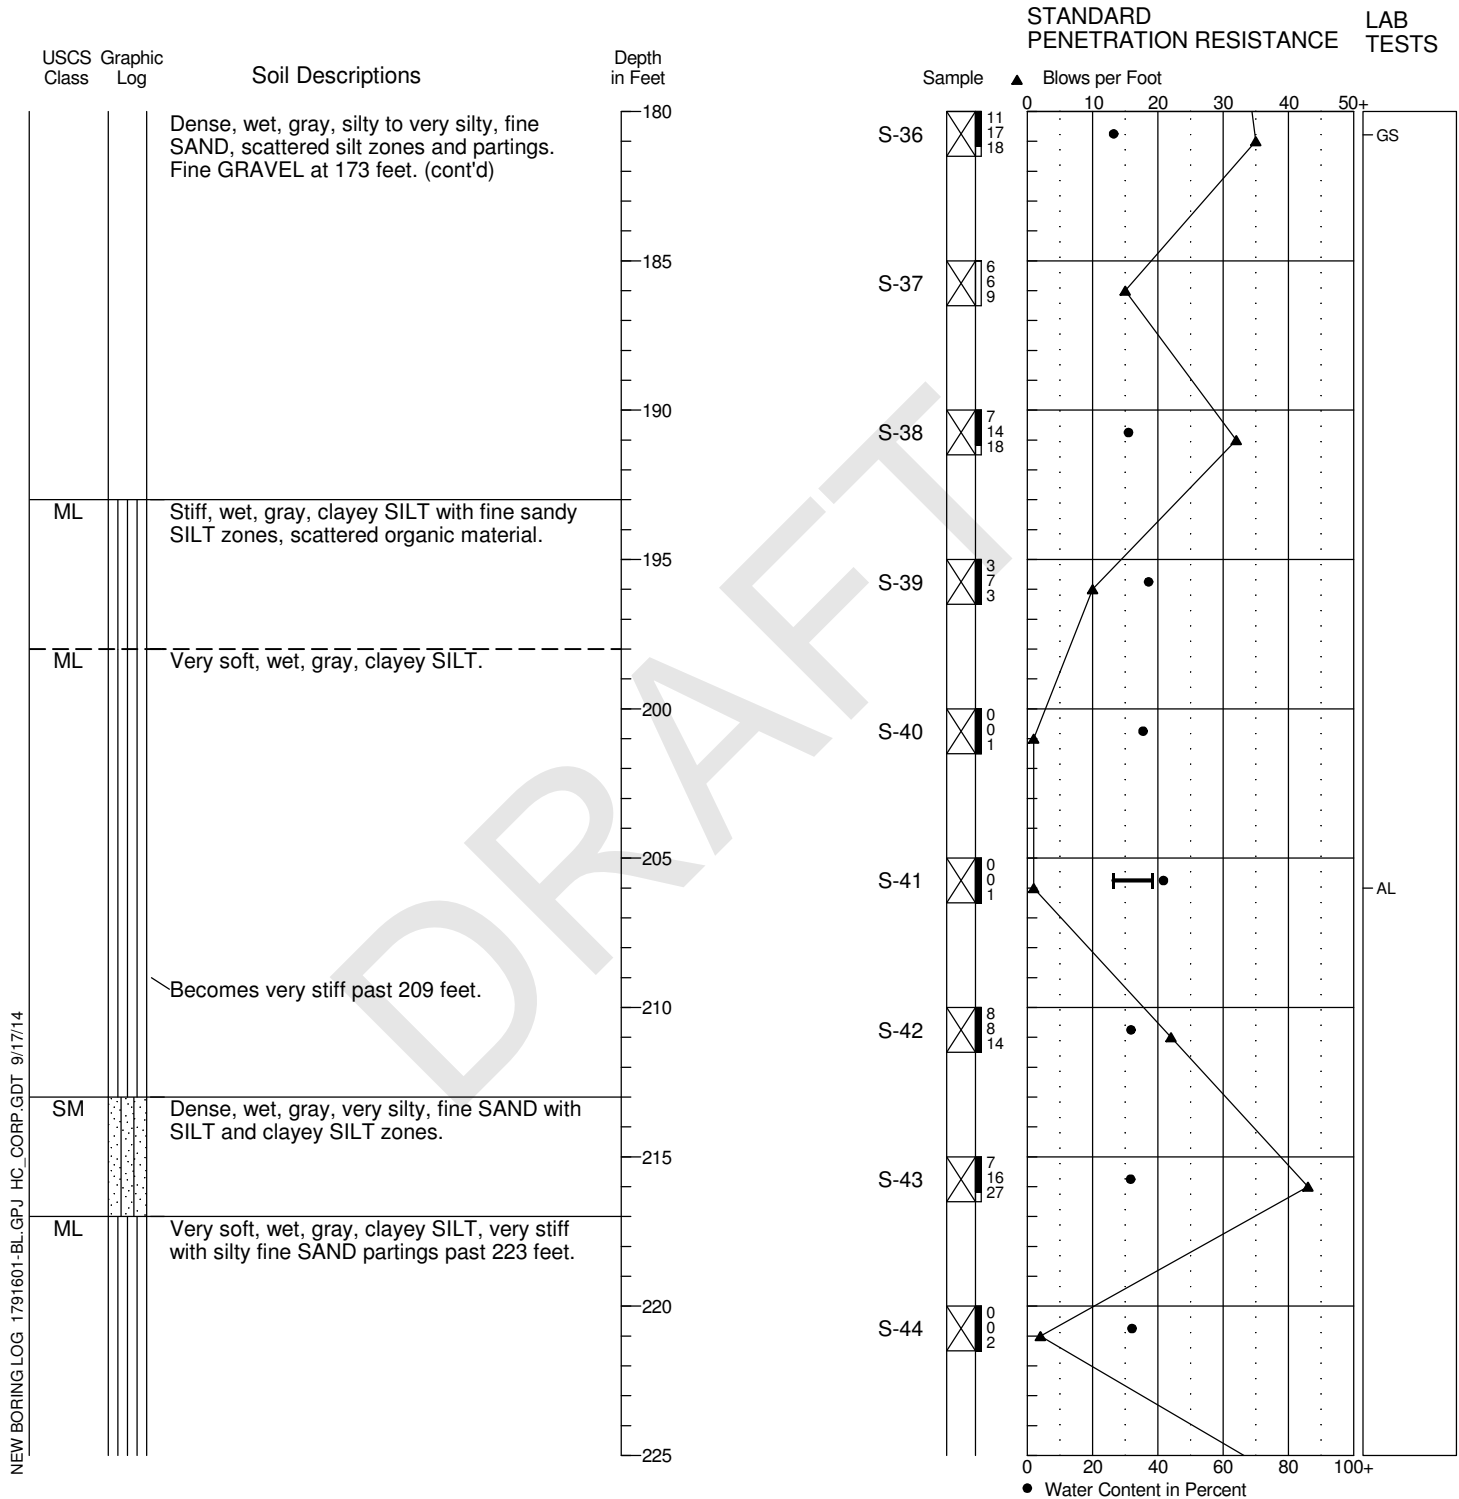 STANDARD
PENETRATION RESISTANCE
LAB
TESTS
USCS Graphic
Class Log
Soil Descriptions
Depth
in Feet
Sample
▲ Blows per Foot
0 10 20 30 40 50+
180
Dense, wet, gray, silty to very silty, fine
SAND, scattered silt zones and partings.
Fine GRAVEL at 173 feet. (cont'd)
S-36
11
17
18
GS
185
S-37
6
6
9
190
S-38
7
14
18
ML
Stiff, wet, gray, clayey SILT with fine sandy
SILT zones, scattered organic material.
195
S-39
3
7
3
ML
Very soft, wet, gray, clayey SILT.
200
S-40
0
0
1
205
S-41
0
0
1
AL
Becomes very stiff past 209 feet.
210
S-42
8
8
14
SM
Dense, wet, gray, very silty, fine SAND with
SILT and clayey SILT zones.
215
S-43
7
16
27
ML
Very soft, wet, gray, clayey SILT, very stiff
with silty fine SAND partings past 223 feet.
220
S-44
0
0
2
225
0 20 40 60 80 100+
● Water Content in Percent
NEW BORING LOG 1791601-BL.GPJ HC_CORP.GDT 9/17/14
DRAFT